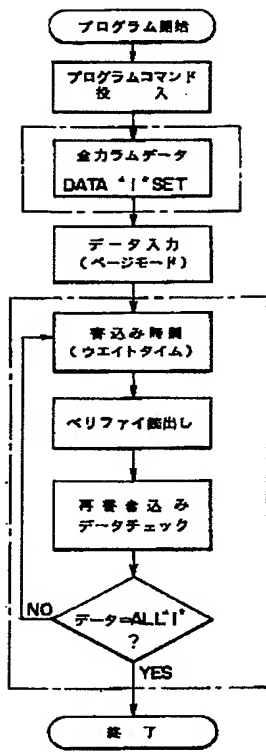 プログラム開始
プログラムコマンド
投 入
全カラムデータ
DATA "1" SET
データ入力
(ページモード)
書込み時間
(ウエイトタイム)
ベリファイ読出し
再書き込み
データチェック
データ=ALL"1"
?
NO
YES
終 了